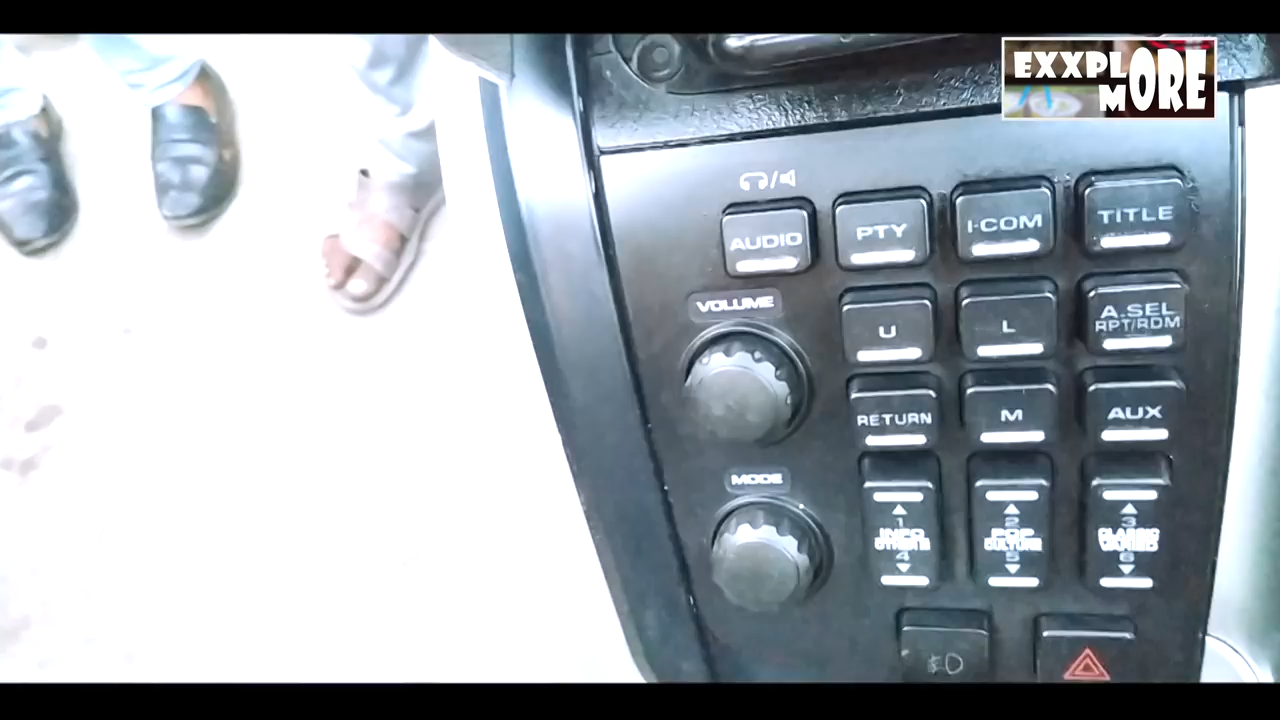 EXXPLORE
MORE
AUDIO
PTY
I-COM
TITLE
VOLUME
U
L
A.SEL
RPT/RDM
RETURN
M
AUX
MODE
1
INFO
4
2
POP
CULTURE
5
3
CLASSIC
6